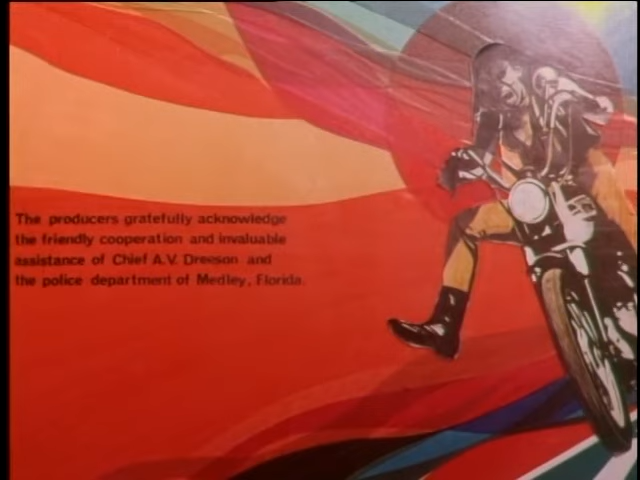 The producers gratefully acknowledge
the friendly cooperation and invaluable
assistance of Chief A.V. Dreeson and
the police department of Medley, Florida.